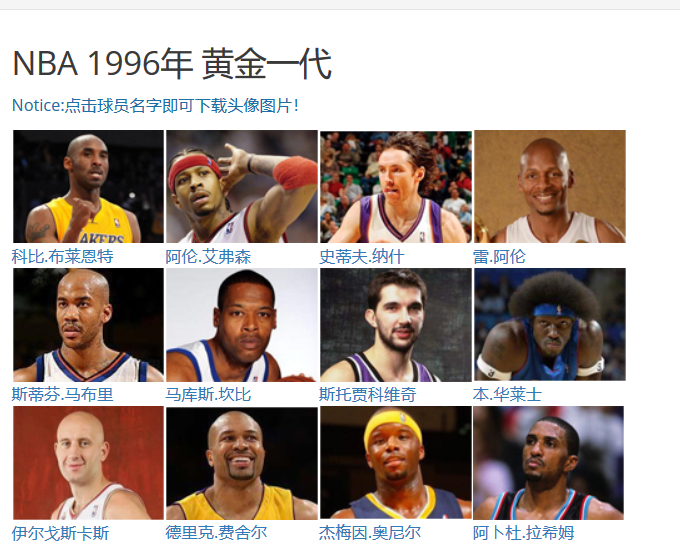 NBA 1996年 黄金一代
Notice:点击球员名字即可下载头像图片!
AKERS
科比.布莱恩特 阿伦.艾弗森 史蒂夫.纳什 雷.阿伦
斯蒂芬.马布里 马库斯.坎比 斯托贾科维奇 本.华莱士
伊尔戈斯卡斯 德里克.费舍尔 杰梅因.奥尼尔 阿卜杜.拉希姆